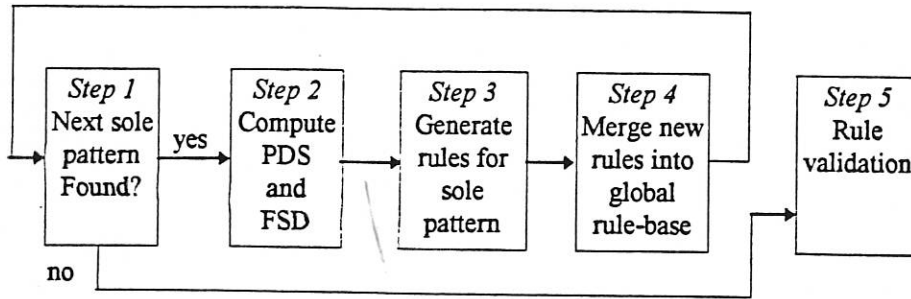 Step 1
Next sole
pattern
Found?
yes
no
Step 2
Compute
PDS
and
FSD
Step 3
Generate
rules for
sole
pattern
Step 4
Merge new
rules into
global
rule-base
Step 5
Rule
validation